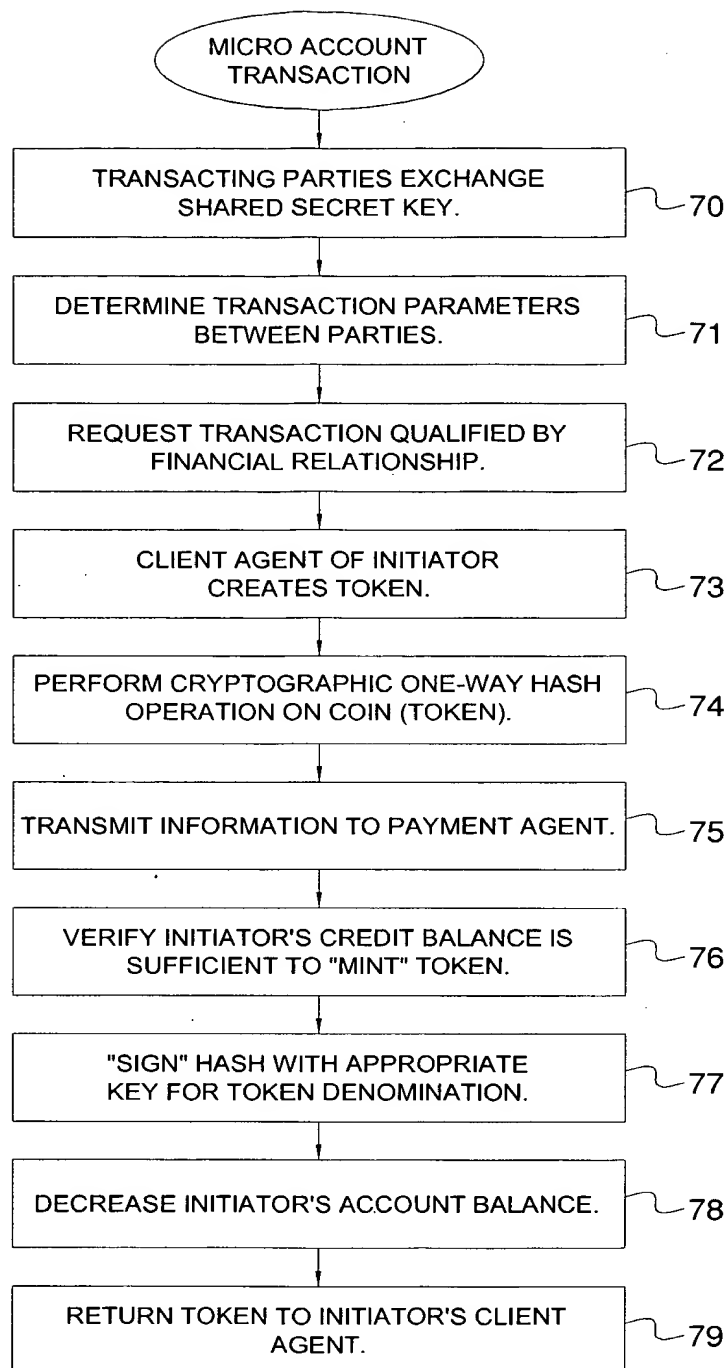 MICRO ACCOUNT
TRANSACTION
TRANSACTING PARTIES EXCHANGE
SHARED SECRET KEY.
70
DETERMINE TRANSACTION PARAMETERS
BETWEEN PARTIES.
71
REQUEST TRANSACTION QUALIFIED BY
FINANCIAL RELATIONSHIP.
72
CLIENT AGENT OF INITIATOR
CREATES TOKEN.
73
PERFORM CRYPTOGRAPHIC ONE-WAY HASH
OPERATION ON COIN (TOKEN).
74
TRANSMIT INFORMATION TO PAYMENT AGENT.
75
VERIFY INITIATOR'S CREDIT BALANCE IS
SUFFICIENT TO "MINT" TOKEN.
76
"SIGN" HASH WITH APPROPRIATE
KEY FOR TOKEN DENOMINATION.
77
DECREASE INITIATOR'S ACCOUNT BALANCE.
78
RETURN TOKEN TO INITIATOR'S CLIENT
AGENT.
79